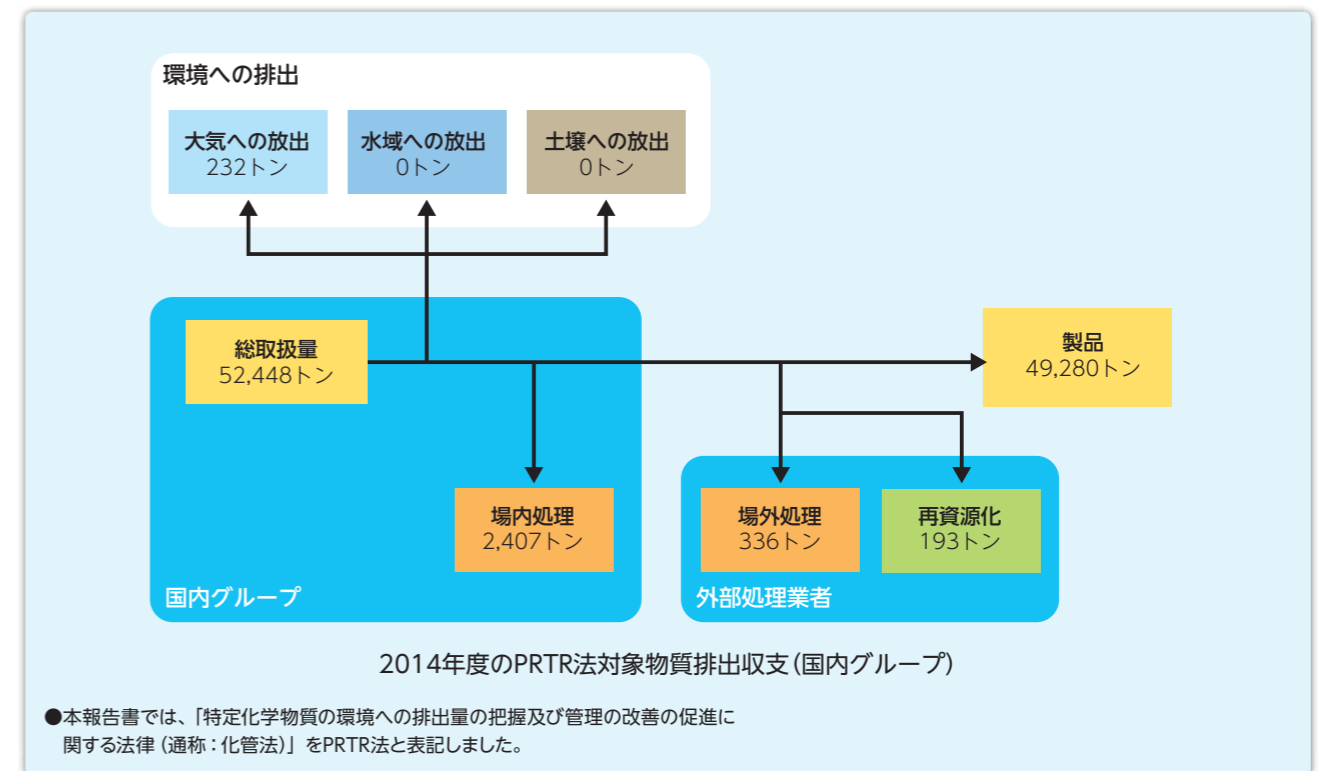 環境への排出
大気への放出
232トン
水域への放出
0トン
土壌への放出
0トン
総取扱量
52,448トン
製品
49,280トン
場内処理
2,407トン
場外処理
336トン
再資源化
193トン
国内グループ
外部処理業者
2014年度のPRTR法対象物質排出収支(国内グループ)
●本報告書では、「特定化学物質の環境への排出量の把握及び管理の改善の促進に
関する法律(通称:化管法)」をPRTR法と表記しました。